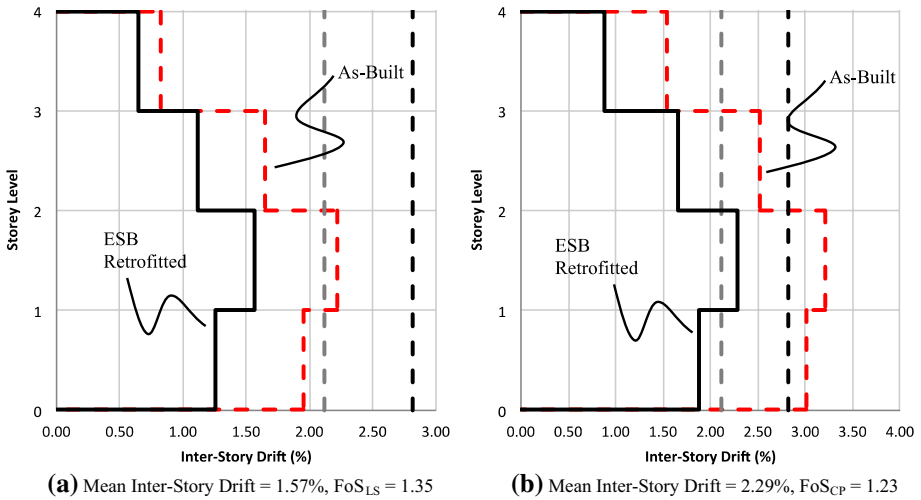 4
3
2
1
0
Storey Level
As-Built
ESB
Retrofitted
0.00 0.50 1.00 1.50 2.00 2.50 3.00
Inter-Story Drift (%)
(a) Mean Inter-Story Drift = 1.57%, FoS_LS = 1.35
4
3
2
1
0
Storey Level
As-Built
ESB
Retrofitted
0.00 0.50 1.00 1.50 2.00 2.50 3.00 3.50 4.00
Inter-Story Drift (%)
(b) Mean Inter-Story Drift = 2.29%, FoS_CP = 1.23